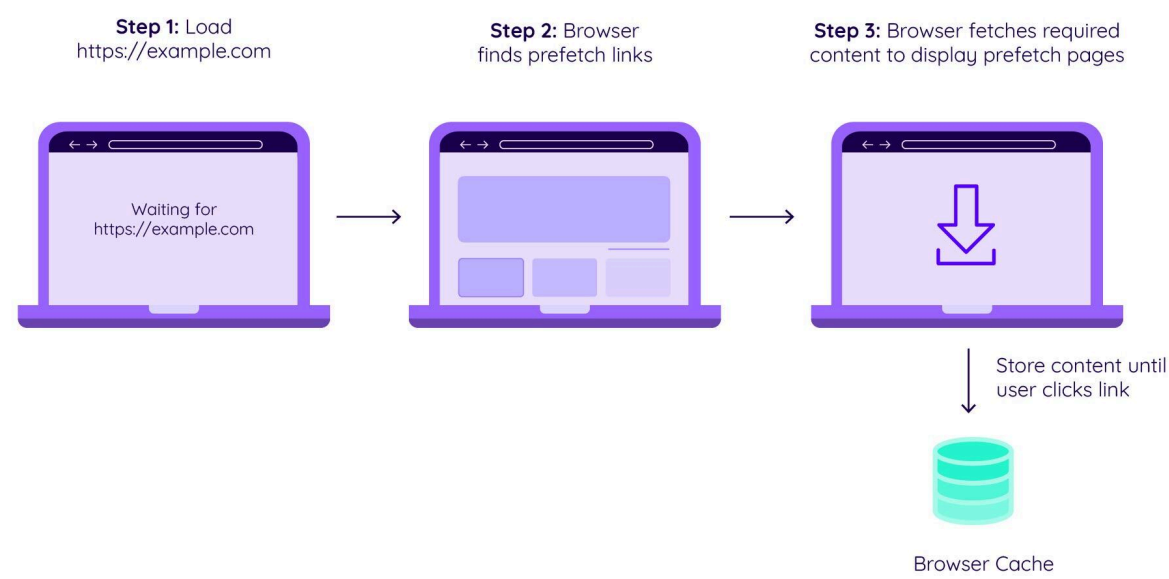 Step 1: Load
https://example.com
Step 2: Browser
finds prefetch links
Step 3: Browser fetches required
content to display prefetch pages
Waiting for
https://example.com
Store content until
user clicks link
Browser Cache